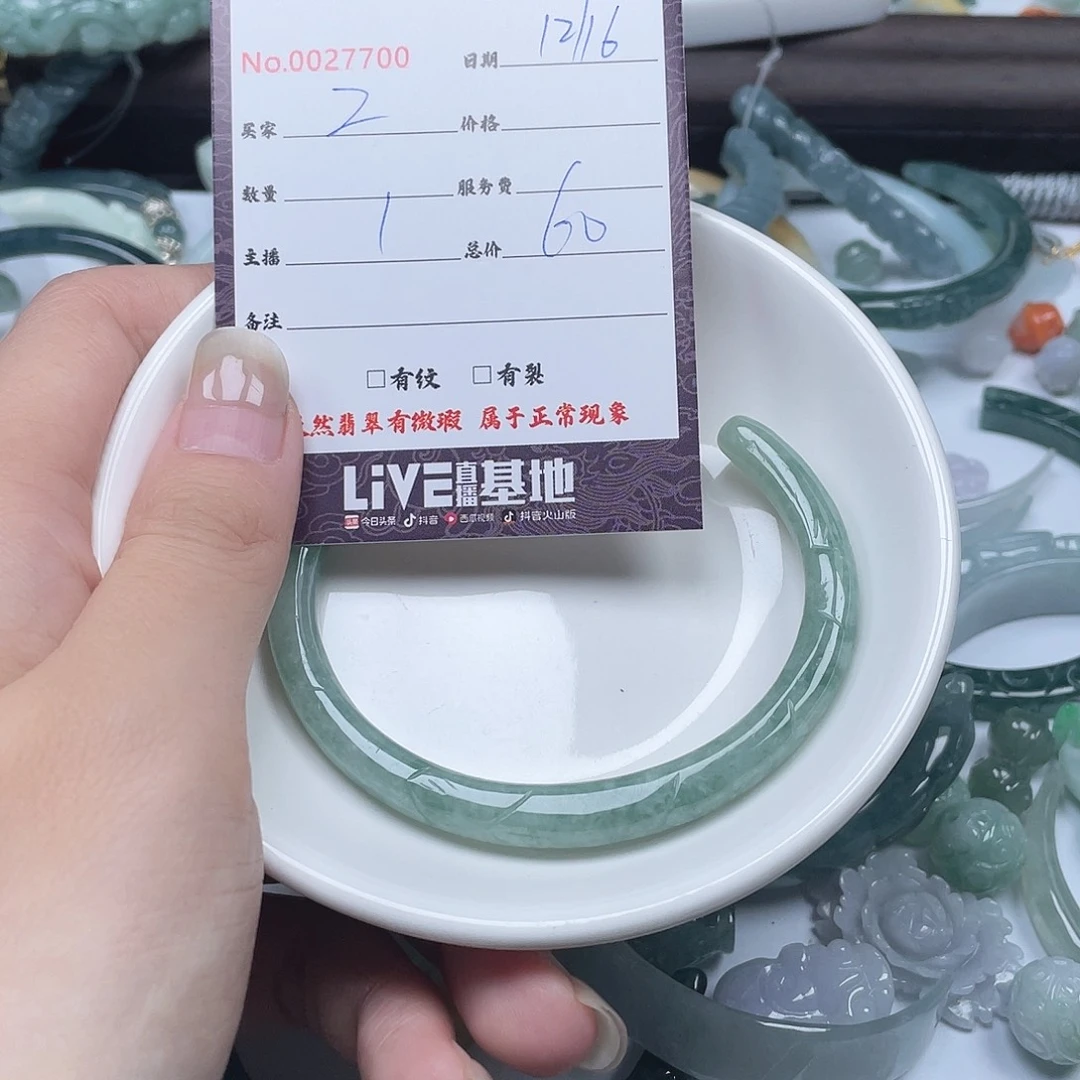 No.0027700 日期 12/16
买家 2 价格
数量 服务费
主播 1 总价 60
备注
□有纹 □有裂
然翡翠有微瑕 属于正常现象
LiVE直播基地
今日头条 抖音 西瓜视频 抖音火山版